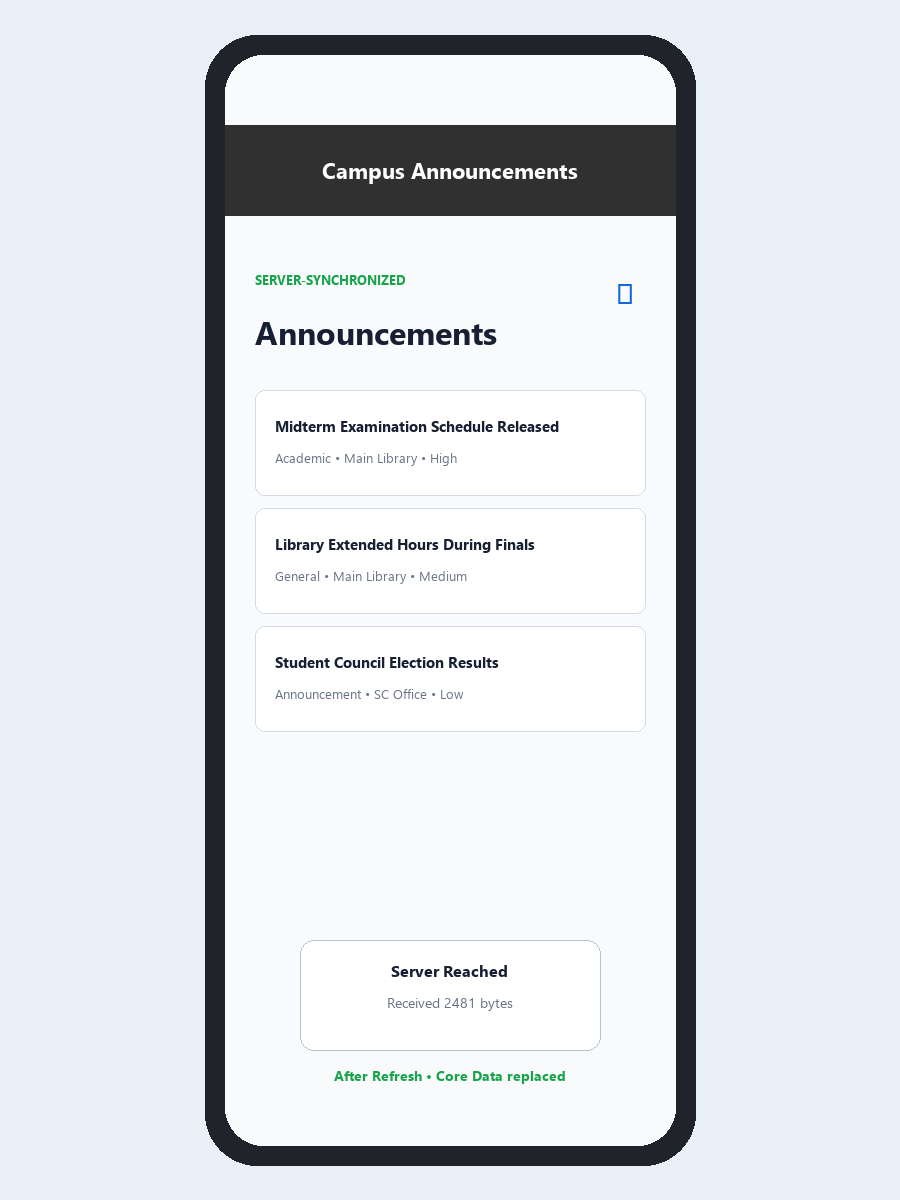 Campus Announcements
SERVER-SYNCHRONIZED
Announcements
Midterm Examination Schedule Released
Academic • Main Library • High
Library Extended Hours During Finals
General • Main Library • Medium
Student Council Election Results
Announcement • SC Office • Low
Server Reached
Received 2481 bytes
After Refresh • Core Data replaced